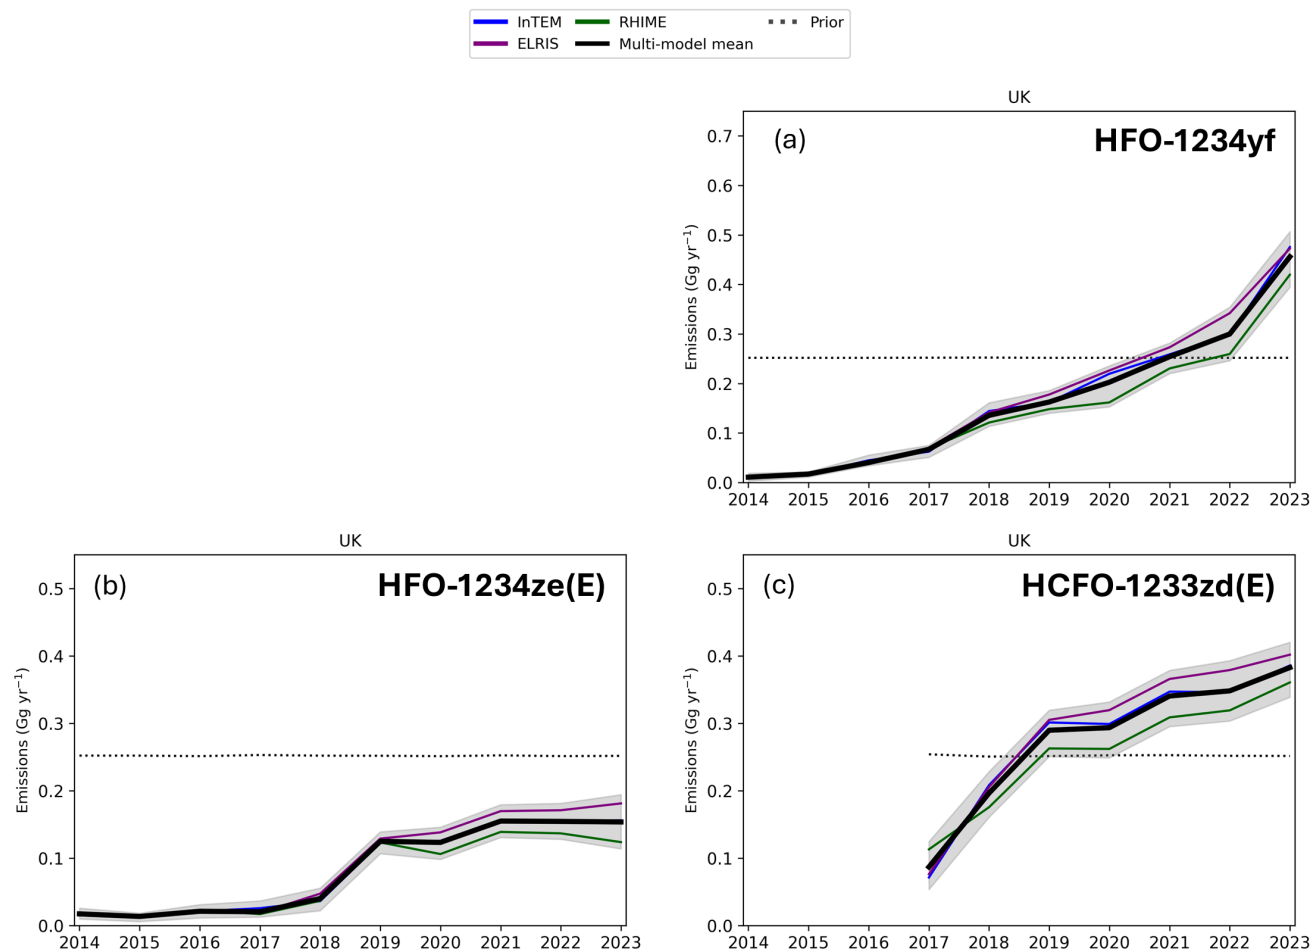 InTEM RHIME Prior
ELRIS Multi-model mean
UK
(a) HFO-1234yf
Emissions (Gg yr⁻¹)
0.7
0.6
0.5
0.4
0.3
0.2
0.1
0.0
2014 2015 2016 2017 2018 2019 2020 2021 2022 2023
UK
(b) HFO-1234ze(E)
Emissions (Gg yr⁻¹)
0.5
0.4
0.3
0.2
0.1
0.0
2014 2015 2016 2017 2018 2019 2020 2021 2022 2023
UK
(c) HCFO-1233zd(E)
Emissions (Gg yr⁻¹)
0.5
0.4
0.3
0.2
0.1
0.0
2014 2015 2016 2017 2018 2019 2020 2021 2022 2023